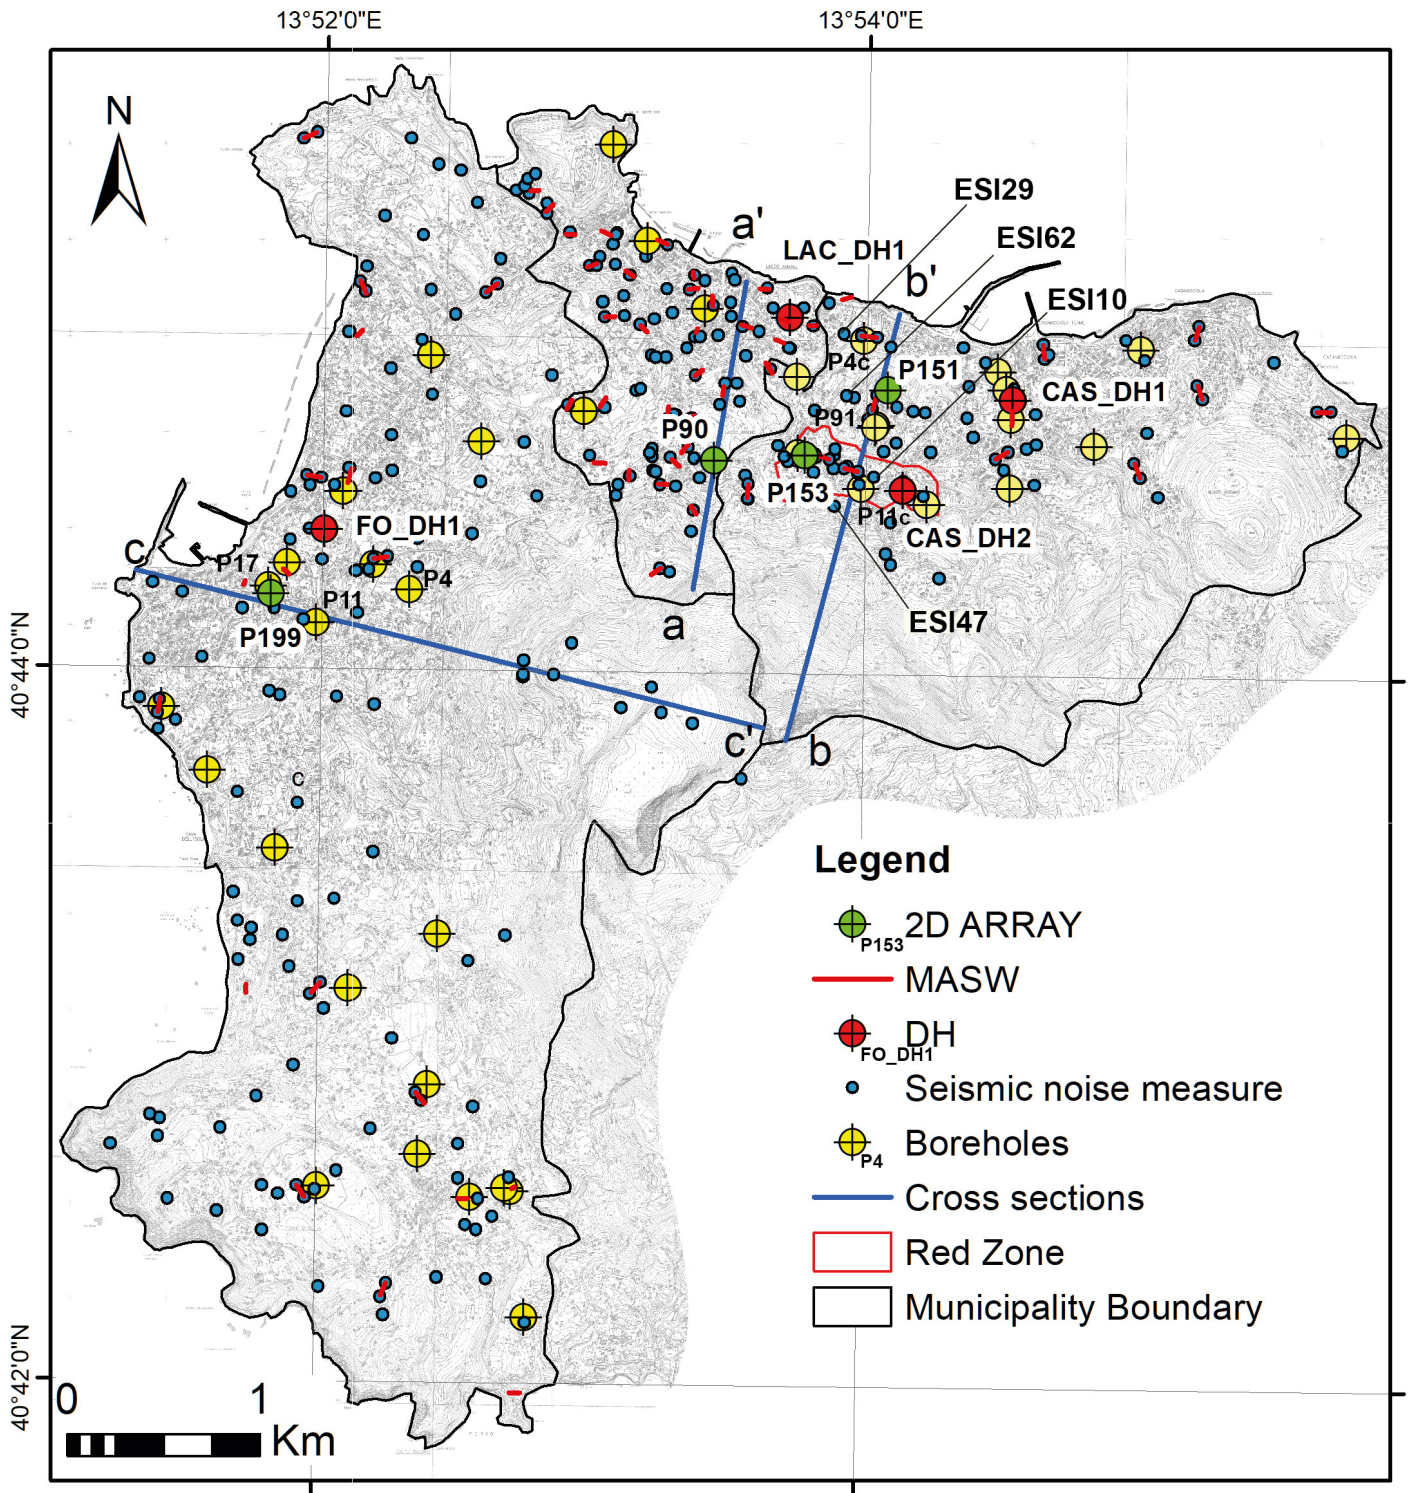 13°52'0"E
13°54'0"E
N
ESI29
a'
ESI62
LAC_DH1
b'
ESI10
P4c
P151
CAS_DH1
P91
P90
P153
P11c
FO_DH1
CAS_DH2
c
P17
P4
P11
ESI47
a
P199
40°44'0"N
c'
b
c
Legend
P153
2D ARRAY
MASW
DH
FO_DH1
Seismic noise measure
Boreholes
P4
Cross sections
Red Zone
Municipality Boundary
40°42'0"N
0
1
Km